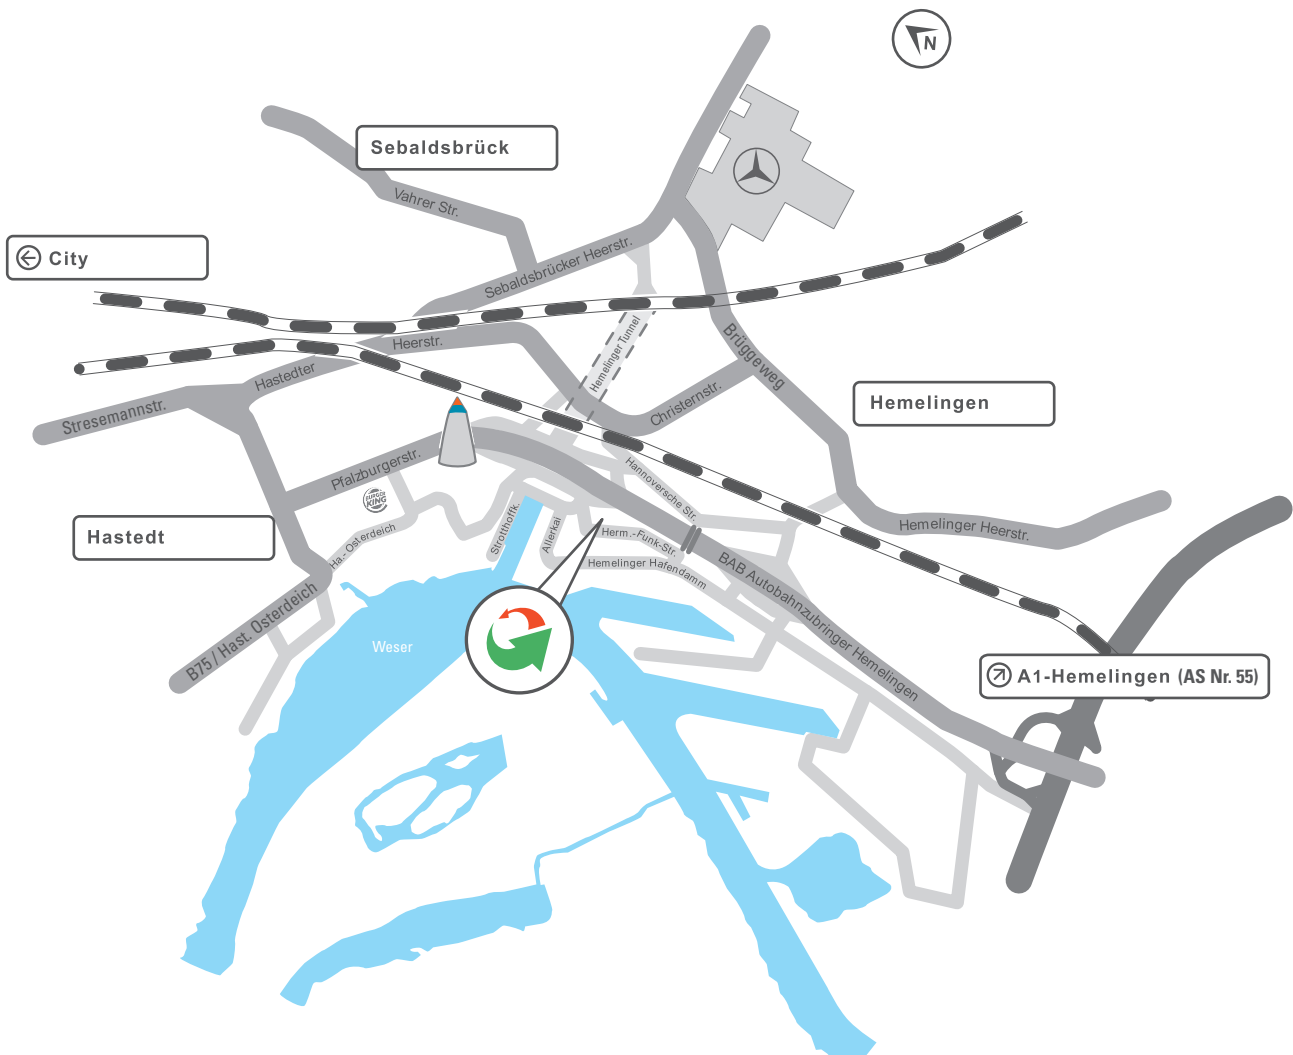 N
Sebaldsbrück
Vahrer Str.
City
Sebaldsbrücker Heerstr.
Heerstr.
Hemelinger Tunnel
Brüggeweg
Hastedter
Christernstr.
Hemelingen
Stresemannstr.
Pfalzburgerstr.
Hannoversche Str.
BURGER
KING
Hastedt
Ha.- Osterdeich
Strotthoffk.
Allerkai
Herm.-Funk-Str.
Hemelinger Heerstr.
Hemelinger Hafendamm
BAB Autobahnzubringer Hemelingen
B75 / Hast. Osterdeich
Weser
A1-Hemelingen (AS Nr. 55)